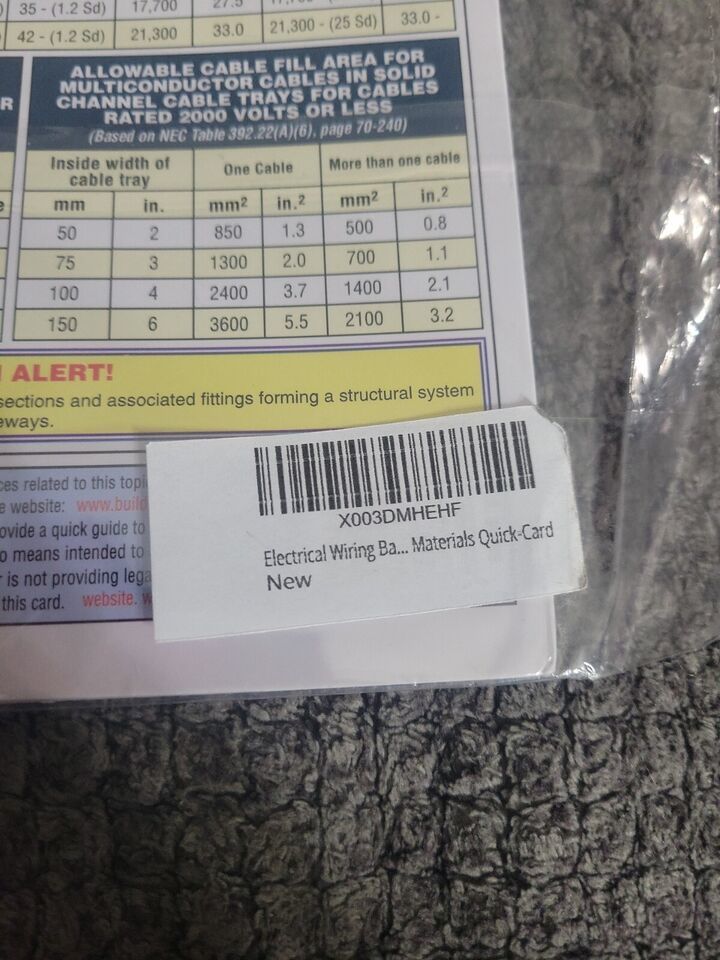 35 - (1.2 Sd) 17,700 27.5
42 - (1.2 Sd) 21,300 33.0 21,300 - (25 Sd) 33.0 -
R
ALLOWABLE CABLE FILL AREA FOR
MULTICONDUCTOR CABLES IN SOLID
CHANNEL CABLE TRAYS FOR CABLES
RATED 2000 VOLTS OR LESS
(Based on NEC Table 392.22(A)(6), page 70-240)
Inside width of cable tray One Cable More than one cable
mm in. mm² in.² mm² in.²
50 2 850 1.3 500 0.8
75 3 1300 2.0 700 1.1
100 4 2400 3.7 1400 2.1
150 6 3600 5.5 2100 3.2
ALERT!
sections and associated fittings forming a structural system
eways.
ces related to this topi
e website: www.build
ovide a quick guide to
o means intended to
r is not providing lega
this card. website. w
X003DMHEHF
Electrical Wiring Ba... Materials Quick-Card
New